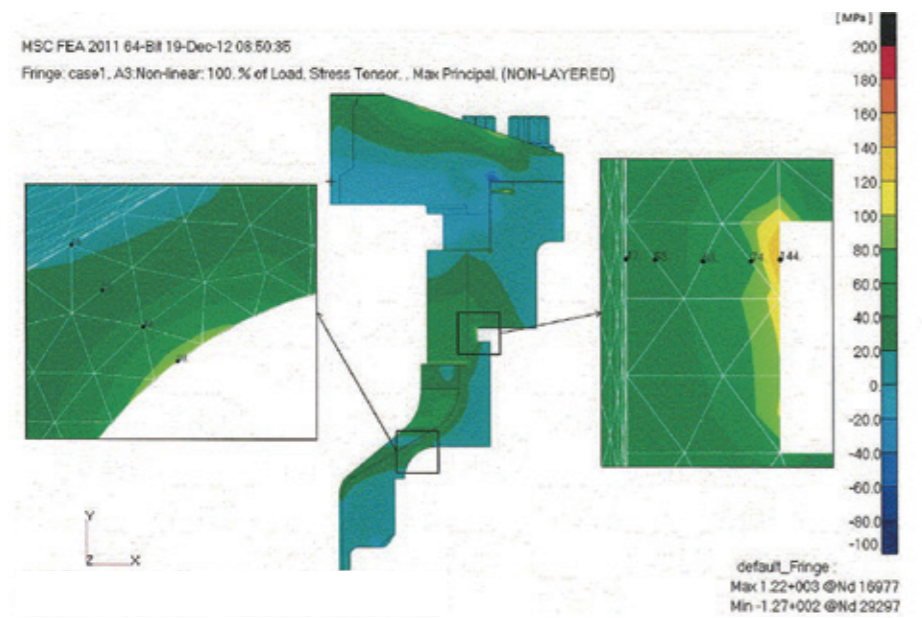 [MPa]
MSC FEA 2011 64-Bit 19-Dec-12 08:50:35
Fringe: case1, A3:Non-linear: 100. % of Load, Stress Tensor, , Max Principal, (NON-LAYERED)
200
180
160
140
120
100
80.0
60.0
40.0
20.0
0.
-20.0
-40.0
-60.0
-80.0
-100
144.
Y
Z
X
default_Fringe :
Max 1.22+003 @Nd 16977
Min -1.27+002 @Nd 29297